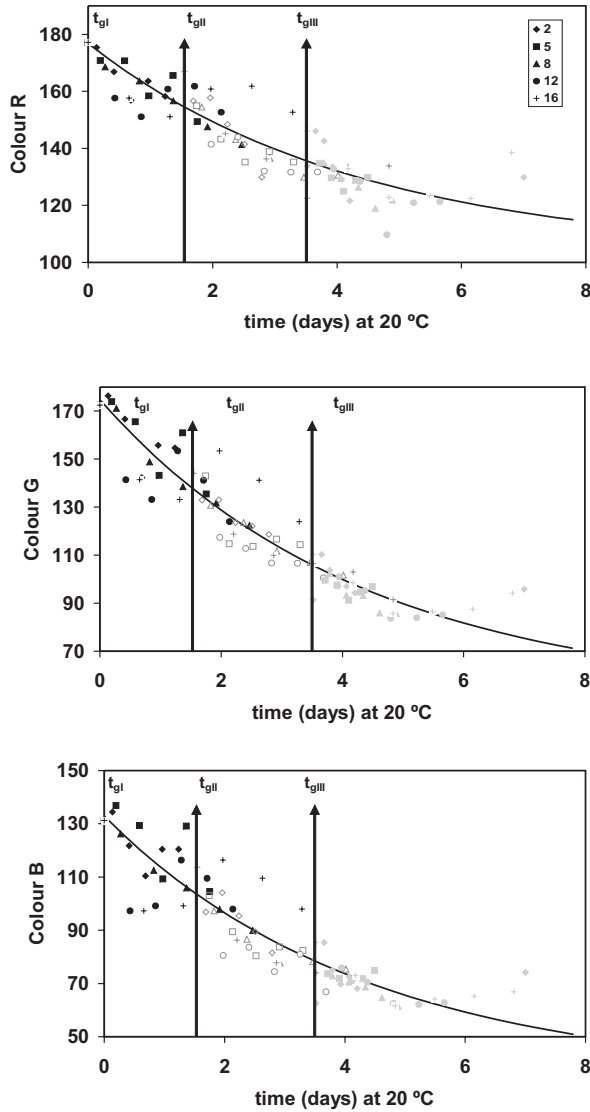 t_gI t_gII t_gIII
2
5
8
12
16
180
160
140
120
100
Colour R
0 2 4 6 8
time (days) at 20 ºC
t_gI t_gII t_gIII
170
150
130
110
90
70
Colour G
0 2 4 6 8
time (days) at 20 ºC
t_gI t_gII t_gIII
150
130
110
90
70
50
Colour B
0 2 4 6 8
time (days) at 20 ºC